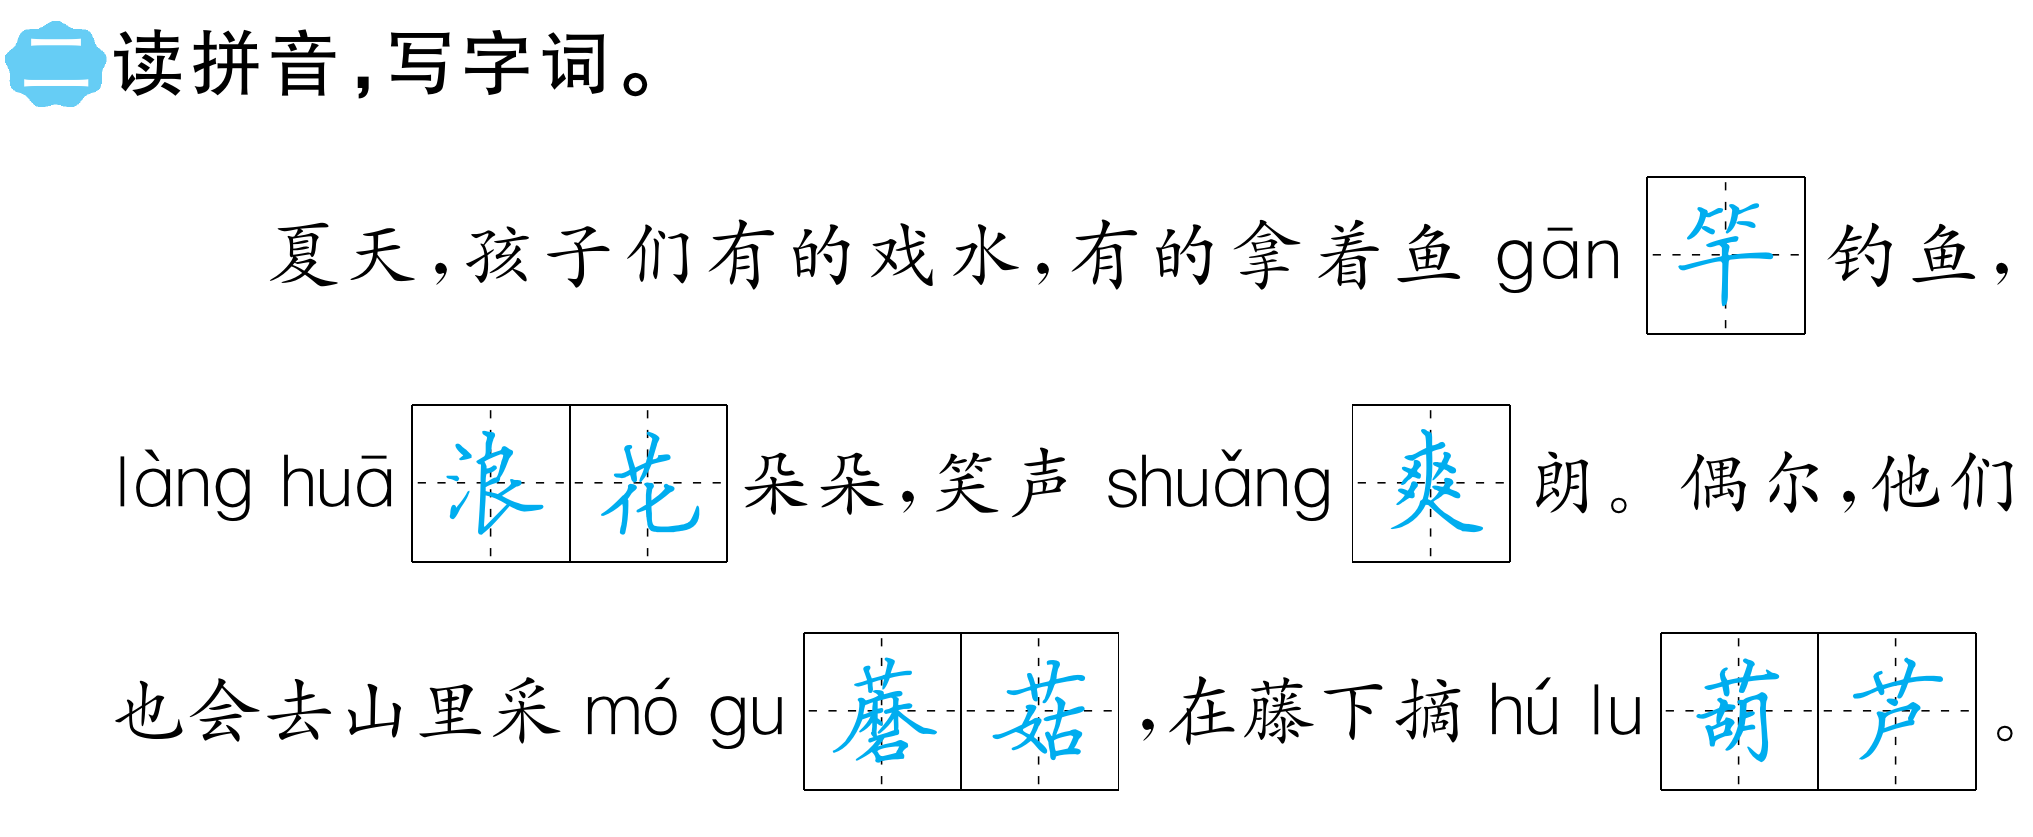 二 读拼音,写字词。
夏天,孩子们有的戏水,有的拿着鱼 gān 竿 钓鱼,
làng huā 浪花 朵朵,笑声 shuǎng 爽 朗。偶尔,他们
也会去山里采 mó gu 蘑菇 ,在藤下摘 hú lu 葫芦 。